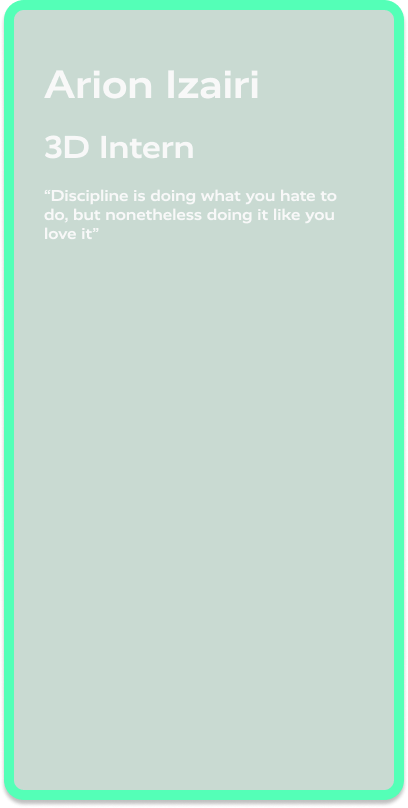 Arion Izairi
3D Intern
“Discipline is doing what you hate to
do, but nonetheless doing it like you
love it”